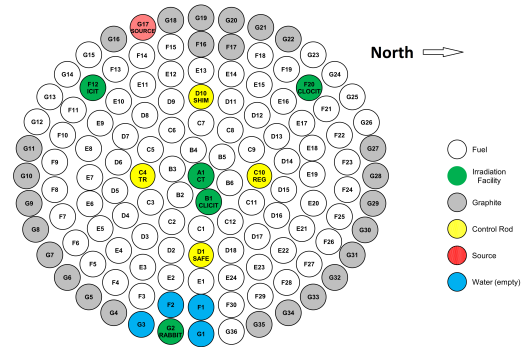 G19
G18 G20
G17 G21
SOURCE
G16 F16 G22
F15 F17
G15 F14 F18 G23
North
F13 E13 F19
G14 E12 E14 G24
F12 E11 E15 F20
ICIT CLOCIT
G13 D10 G25
SHIM
E10 D9 D11 E16
F11 F21
D8 D12
G12 E9 C7 E17 G26
F10 D7 C6 C8 D13 F22
G11 E8 B4 E18 G27
Fuel
D6 C5 B5 C9 D14
F9 B3 F23
G10 E7 C4 A1 C10 E19 G28
TR CT REG
Irradiation
Facility
D5 B2 B6 D15
F8 F24
G9 E6 C3 B1 C11 E20 G29
CLICIT
Graphite
D4 C2 C12 D16
F7 C1 F25
G8 E5 D3 D17 E21 G30
Control Rod
F6 E4 D2 D1 D18 E22 F26
SAFE
G7 G31
F5 E3 E23 F27
Source
G6 E2 E1 E24 G32
F4 F28
G5 F3 F2 F1 F30 F29 G33
Water (empty)
G4 G34
G3 G2 G1 G36 G35
RABBIT